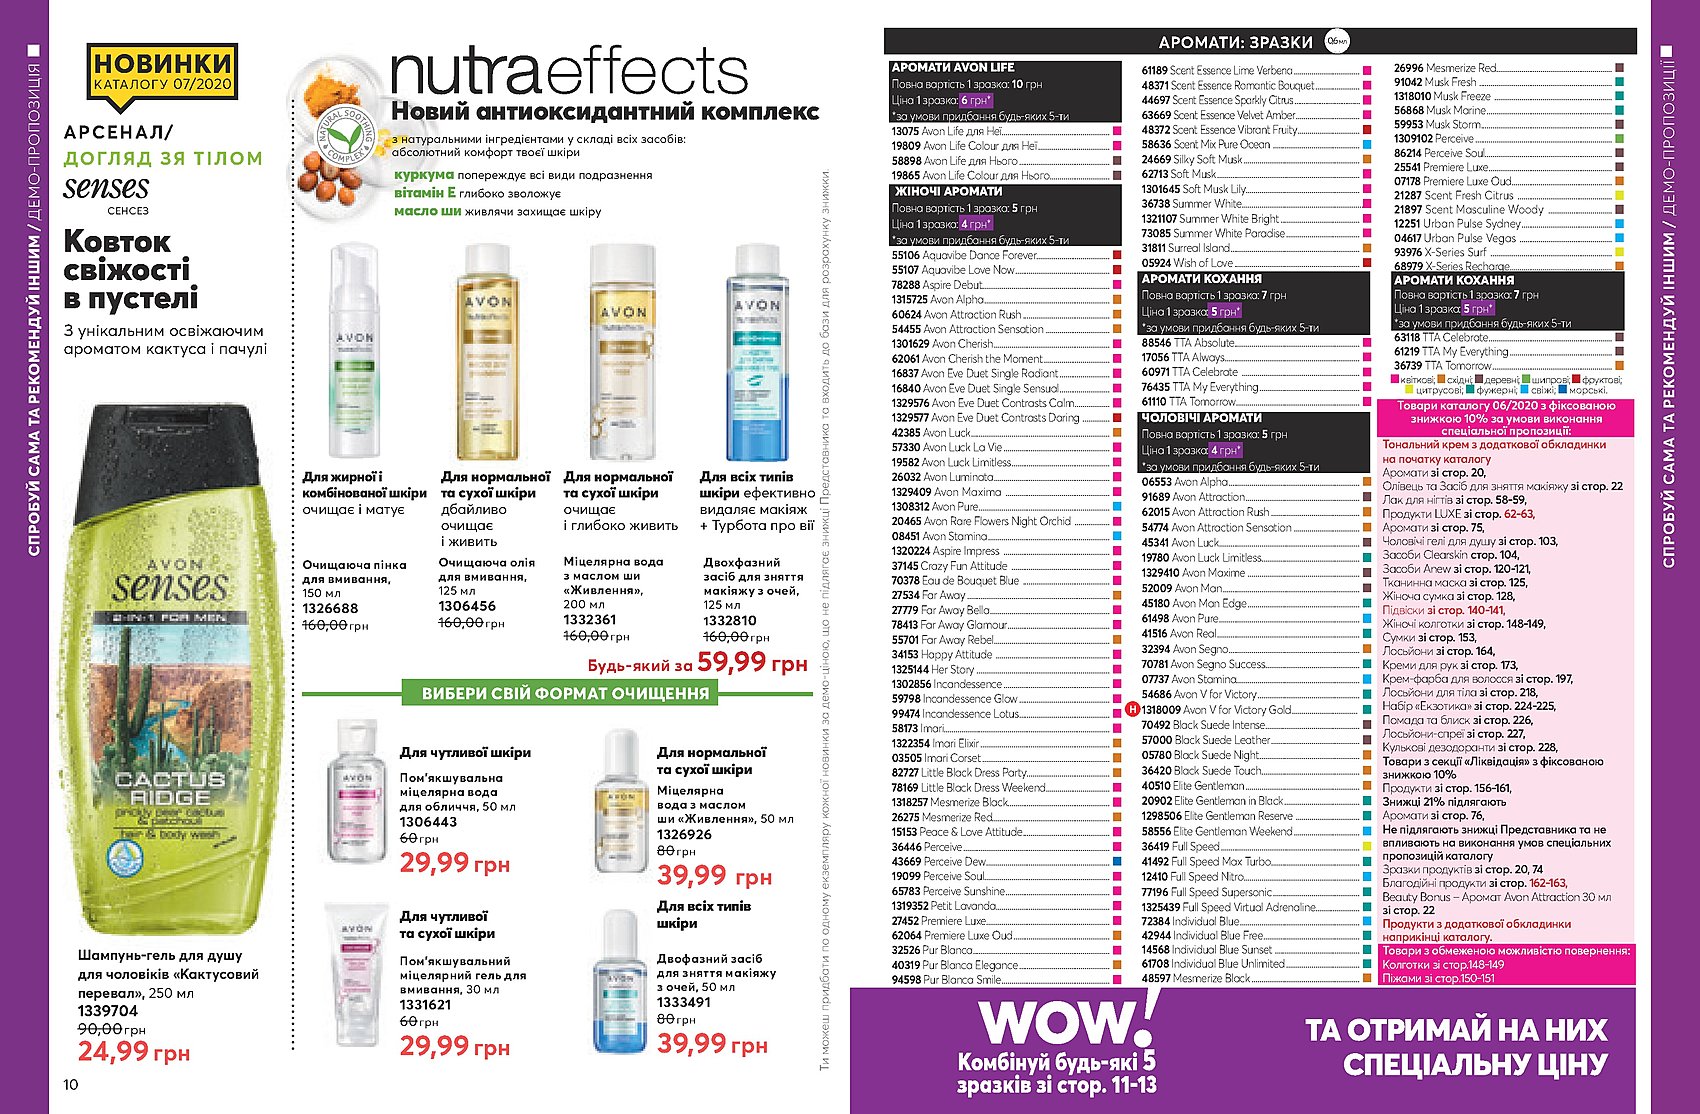 СПРОБУЙ САМА ТА РЕКОМЕНДУЙ ІНШИМ / ДЕМО-ПРОПОЗИЦІЯ
НОВИНКИ
КАТАЛОГУ 07/2020
АРСЕНАЛ/
ДОГЛЯД ЗЯ ТІЛОМ
senses
СЕНСЕЗ
Ковток
свіжості
в пустелі
З унікальним освіжаючим
ароматом кактуса і пачулі
AVON
senses
2-IN-1 FOR MEN
CACTUS
RIDGE
prickly pear cactus
& patchouli
hair & body wash
Шампунь-гель для душу
для чоловіків «Кактусовий
перевал», 250 мл
1339704
90,00 грн
24,99 грн
10
NATURAL SOOTHING
COMPLEX
nutraeffects
Новий антиоксидантний комплекс
з натуральними інгредієнтами у складі всіх засобів:
абсолютний комфорт твоєї шкіри
куркума попереждує всі види подразнення
вітамін Е глибоко зволожує
масло ши живлячи захищає шкіру
AVON
AVON
AVON
AVON
Для жирної і
комбінованої шкіри
очищає і матує
Очищаюча пінка
для вмивання,
150 мл
1326688
160,00 грн
Для нормальної
та сухої шкіри
дбайливо
очищає
і живить
Очищаюча олія
для вмивання,
125 мл
1306456
160,00 грн
Для нормальної
та сухої шкіри
очищає
і глибоко живить
Міцелярна вода
з маслом ши
«Живлення»,
200 мл
1332361
160,00 грн
Для всіх типів
шкіри ефективно
видаляє макіяж
+ Турбота про вії
Двохфазний
засіб для зняття
макіяжу з очей,
125 мл
1332810
160,00 грн
Будь-який за 59,99 грн
ВИБЕРИ СВІЙ ФОРМАТ ОЧИЩЕННЯ
AVON
Для чутливої шкіри
Пом’якшувальна
міцелярна вода
для обличчя, 50 мл
1306443
60 грн
29,99 грн
AVON
Для нормальної
та сухої шкіри
Міцелярна
вода з маслом
ши «Живлення», 50 мл
1326926
80 грн
39,99 грн
AVON
Для чутливої
та сухої шкіри
Пом’якшувальний
міцелярний гель для
вмивання, 30 мл
1331621
60 грн
29,99 грн
AVON
Для всіх типів
шкіри
Двофазний засіб
для зняття макіяжу
з очей, 50 мл
1333491
80 грн
39,99 грн
Ти можеш придбати по одному екземпляру кожної новинки за демо-ціною, що не підлягає знижці Представника та входить до бази для розрахунку знижки.
АРОМАТИ: ЗРАЗКИ 0,6 мл
АРОМАТИ AVON LIFE
Повна вартість 1 зразка: 10 грн
Ціна 1 зразка: 6 грн*
*за умови придбання будь-яких 5-ти
13075 Avon Life для Неї
19809 Avon Life Colour для Неї
58898 Avon Life для Нього
19865 Avon Life Colour для Нього
ЖІНОЧІ АРОМАТИ
Повна вартість 1 зразка: 5 грн
Ціна 1 зразка: 4 грн*
*за умови придбання будь-яких 5-ти
55106 Aquavibe Dance Forever
55107 Aquavibe Love Now
78288 Aspire Debut
1315725 Avon Alpha
60624 Avon Attraction Rush
54455 Avon Attraction Sensation
1301629 Avon Cherish
62061 Avon Cherish the Moment
16837 Avon Eve Duet Single Radiant
16840 Avon Eve Duet Single Sensual
1329576 Avon Eve Duet Contrasts Calm
1329577 Avon Eve Duet Contrasts Daring
42385 Avon Luck
57330 Avon Luck La Vie
19582 Avon Luck Limitless
26032 Avon Luminata
1329409 Avon Maxima
1308312 Avon Pure
20465 Avon Rare Flowers Night Orchid
08451 Avon Stamina
1320224 Aspire Impress
37145 Crazy Fun Attitude
70378 Eau de Bouquet Blue
27534 Far Away
27779 Far Away Bella
78413 Far Away Glamour
55701 Far Away Rebel
34153 Happy Attitude
1325144 Her Story
1302856 Incandessence
59798 Incandessence Glow
99474 Incandessence Lotus
58173 Imari
1322354 Imari Elixir
03505 Imari Corset
82727 Little Black Dress Party
78169 Little Black Dress Weekend
1318257 Mesmerize Black
26275 Mesmerize Red
15153 Peace & Love Attitude
36446 Perceive
43669 Perceive Dew
19099 Perceive Soul
65783 Perceive Sunshine
1319352 Petit Lavanda
27452 Premiere Luxe
62064 Premiere Luxe Oud
32526 Pur Blanca
40319 Pur Blanca Elegance
94598 Pur Blanca Smile
61189 Scent Essence Lime Verbena
48371 Scent Essence Romantic Bouquet
44697 Scent Essence Sparkly Citrus
63669 Scent Essence Velvet Amber
48372 Scent Essence Vibrant Fruity
58636 Scent Mix Pure Ocean
24669 Silky Soft Musk
62713 Soft Musk
1301645 Soft Musk Lily
36738 Summer White
1321107 Summer White Bright
73085 Summer White Paradise
31811 Surreal Island
05924 Wish of Love
АРОМАТИ КОХАННЯ
Повна вартість 1 зразка: 7 грн
Ціна 1 зразка: 5 грн*
*за умови придбання будь-яких 5-ти
88546 TTA Absolute
17056 TTA Always
60971 TTA Celebrate
76435 TTA My Everything
61110 TTA Tomorrow
ЧОЛОВІЧІ АРОМАТИ
Повна вартість 1 зразка: 5 грн
Ціна 1 зразка: 4 грн*
*за умови придбання будь-яких 5-ти
06553 Avon Alpha
91689 Avon Attraction
62015 Avon Attraction Rush
54774 Avon Attraction Sensation
45341 Avon Luck
19780 Avon Luck Limitless
1329410 Avon Maxime
52009 Avon Man
45180 Avon Man Edge
61498 Avon Pure
41516 Avon Real
32394 Avon Segno
70781 Avon Segno Success
07737 Avon Stamina
54686 Avon V for Victory
Н 1318009 Avon V for Victory Gold
70492 Black Suede Intense
57000 Black Suede Leather
05780 Black Suede Night
36420 Black Suede Touch
40510 Elite Gentleman
20902 Elite Gentleman in Black
1298506 Elite Gentleman Reserve
58556 Elite Gentleman Weekend
36419 Full Speed
41492 Full Speed Max Turbo
12410 Full Speed Nitro
77196 Full Speed Supersonic
1325439 Full Speed Virtual Adrenaline
72384 Individual Blue
42944 Individual Blue Free
14568 Individual Blue Sunset
61708 Individual Blue Unlimited
48597 Mesmerize Black
26996 Mesmerize Red
91042 Musk Fresh
1318010 Musk Freeze
56868 Musk Marine
59953 Musk Storm
1309102 Perceive
86214 Perceive Soul
25541 Premiere Luxe
07178 Premiere Luxe Oud
21287 Scent Fresh Citrus
21897 Scent Masculine Woody
12251 Urban Pulse Sydney
04617 Urban Pulse Vegas
93976 X-Series Surf
68979 X-Series Recharge
АРОМАТИ КОХАННЯ
Повна вартість 1 зразка: 7 грн
Ціна 1 зразка: 5 грн*
*за умови придбання будь-яких 5-ти
63118 TTA Celebrate
61219 TTA My Everything
36739 TTA Tomorrow
квіткові; східні; деревні; шипрові; фруктові;
цитрусові; фужерні; свіжі; морські.
Товари каталогу 06/2020 з фіксованою
знижкою 10% за умови виконання
спеціальної пропозиції:
Тональний крем з додаткової обкладинки
на початку каталогу
Аромати зі стор. 20,
Олівець та Засіб для зняття макіяжу зі стор. 22
Лак для нігтів зі стор. 58-59,
Продукти LUXE зі стор. 62-63,
Аромати зі стор. 75,
Чоловічі гелі для душу зі стор. 103,
Засоби Clearskin стор. 104,
Засоби Anew зі стор. 120-121,
Тканинна маска зі стор. 125,
Жіноча сумка зі стор. 128,
Підвіски зі стор. 140-141,
Жіночі колготки зі стор. 148-149,
Сумки зі стор. 153,
Лосьйони зі стор. 164,
Креми для рук зі стор. 173,
Крем-фарба для волосся зі стор. 197,
Лосьйони для тіла зі стор. 218,
Набір «Екзотика» зі стор. 224-225,
Помада та блиск зі стор. 226,
Лосьйони-спреї зі стор. 227,
Кулькові дезодоранти зі стор. 228,
Товари з секції «Ліквідація» з фіксованою
знижкою 10%
Продукти зі стор. 156-161,
Знижці 21% підлягають
Аромати зі стор. 76,
Не підлягають знижці Представника та не
впливають на виконання умов спеціальних
пропозицій каталогу
Зразки продуктів зі стор. 20, 74
Благодійні продукти зі стор. 162-163,
Beauty Bonus – Аромат Avon Attraction 30 мл
зі стор. 22
Продукти з додаткової обкладинки
наприкінці каталогу.
Товари з обмеженою можливістю повернення:
Колготки зі стор.148-149
Піжами зі стор.150-151
WOW!
Комбінуй будь-які 5
зразків зі стор. 11-13
ТА ОТРИМАЙ НА НИХ
СПЕЦІАЛЬНУ ЦІНУ
СПРОБУЙ САМА ТА РЕКОМЕНДУЙ ІНШИМ / ДЕМО-ПРОПОЗИЦІЇ